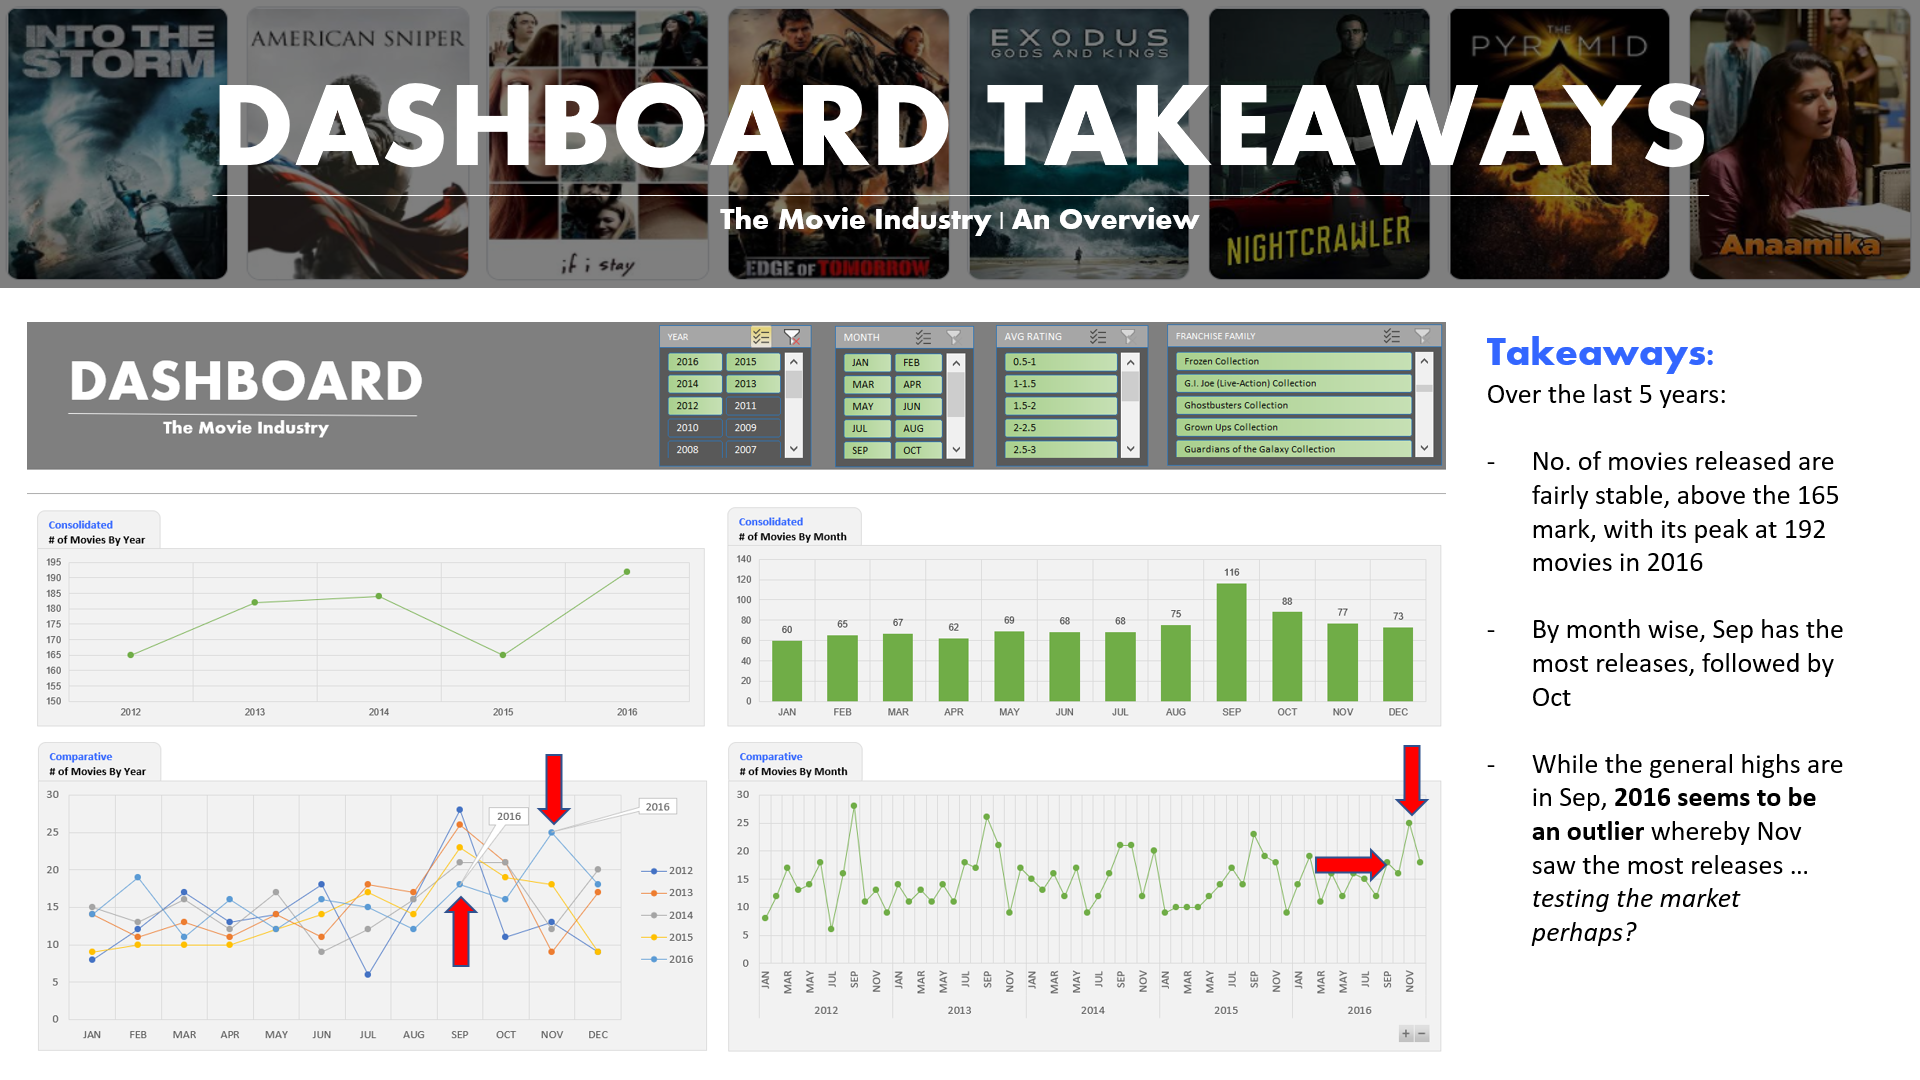 INTO THE
STORM
AMERICAN SNIPER
if i stay
EDGE OF TOMORROW
EXODUS
GODS AND KINGS
NIGHTCRAWLER
THE
PYRAMID
Anaamika
DASHBOARD TAKEAWAYS
The Movie Industry | An Overview
DASHBOARD
The Movie Industry
YEAR
2016 2015
2014 2013
2012 2011
2010 2009
2008 2007
MONTH
JAN FEB
MAR APR
MAY JUN
JUL AUG
SEP OCT
AVG RATING
0.5-1
1-1.5
1.5-2
2-2.5
2.5-3
FRANCHISE FAMILY
Frozen Collection
G.I. Joe (Live-Action) Collection
Ghostbusters Collection
Grown Ups Collection
Guardians of the Galaxy Collection
Consolidated
# of Movies By Year
195
190
185
180
175
170
165
160
155
150
2012 2013 2014 2015 2016
Consolidated
# of Movies By Month
140
120
100
80
60
40
20
0
60 65 67 62 69 68 68 75 116 88 77 73
JAN FEB MAR APR MAY JUN JUL AUG SEP OCT NOV DEC
Comparative
# of Movies By Year
30
25
20
15
10
5
0
2016
2016
JAN FEB MAR APR MAY JUN JUL AUG SEP OCT NOV DEC
2012
2013
2014
2015
2016
Comparative
# of Movies By Month
30
25
20
15
10
5
0
JAN MAR MAY JUL SEP NOV JAN MAR MAY JUL SEP NOV JAN MAR MAY JUL SEP NOV JAN MAR MAY JUL SEP NOV JAN MAR MAY JUL SEP NOV
2012 2013 2014 2015 2016
+ −
Takeaways:
Over the last 5 years:
- No. of movies released are
fairly stable, above the 165
mark, with its peak at 192
movies in 2016
- By month wise, Sep has the
most releases, followed by
Oct
- While the general highs are
in Sep, 2016 seems to be
an outlier whereby Nov
saw the most releases ...
testing the market
perhaps?